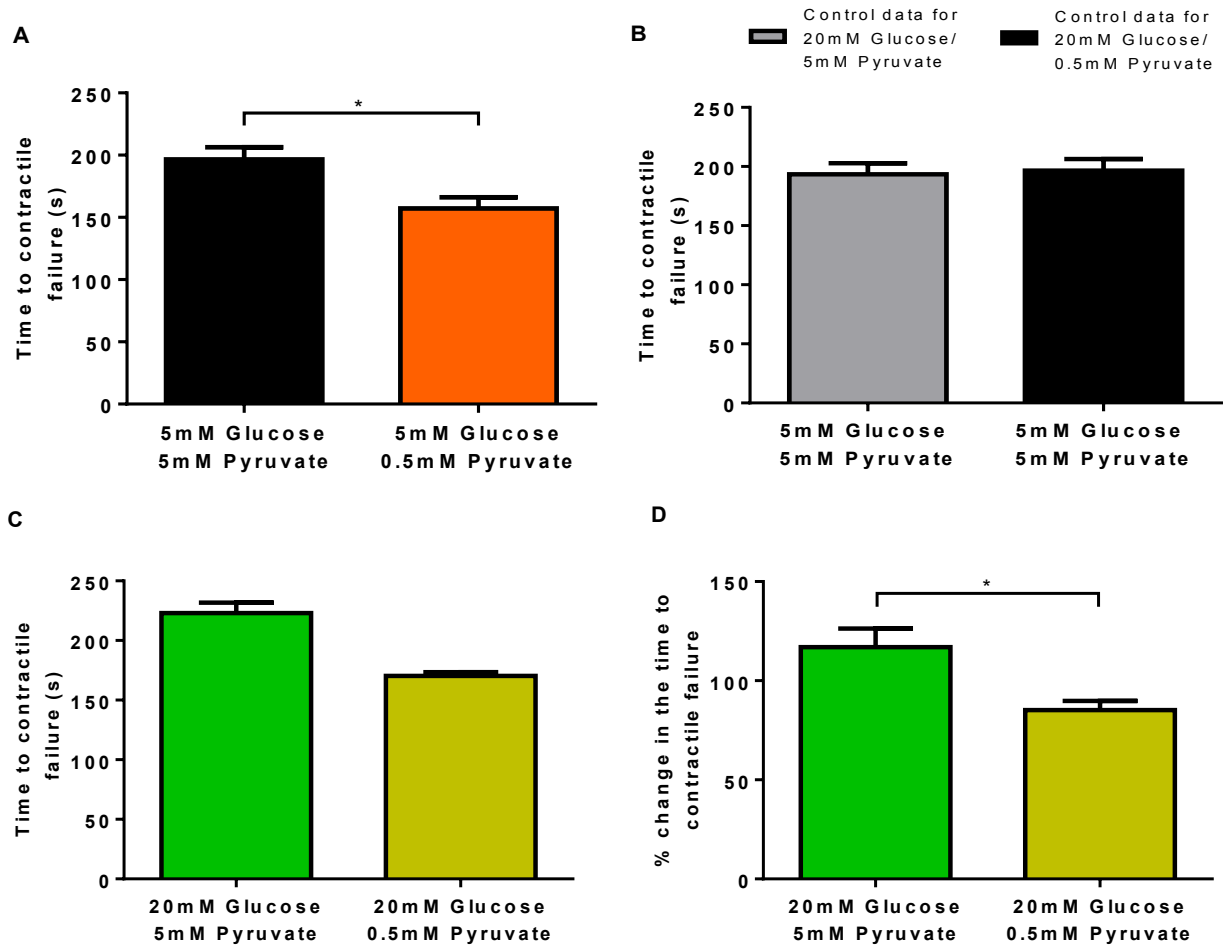 A
250
200
150
100
50
0
Time to contractile
failure (s)
*
5mM Glucose
5mM Pyruvate
5mM Glucose
0.5mM Pyruvate
B
Control data for
20mM Glucose/
5mM Pyruvate
Control data for
20mM Glucose/
0.5mM Pyruvate
250
200
150
100
50
0
Time to contractile
failure (s)
5mM Glucose
5mM Pyruvate
5mM Glucose
5mM Pyruvate
C
250
200
150
100
50
0
Time to contractile
failure (s)
20mM Glucose
5mM Pyruvate
20mM Glucose
0.5mM Pyruvate
D
150
100
50
0
% change in the time to
contractile failure
*
20mM Glucose
5mM Pyruvate
20mM Glucose
0.5mM Pyruvate